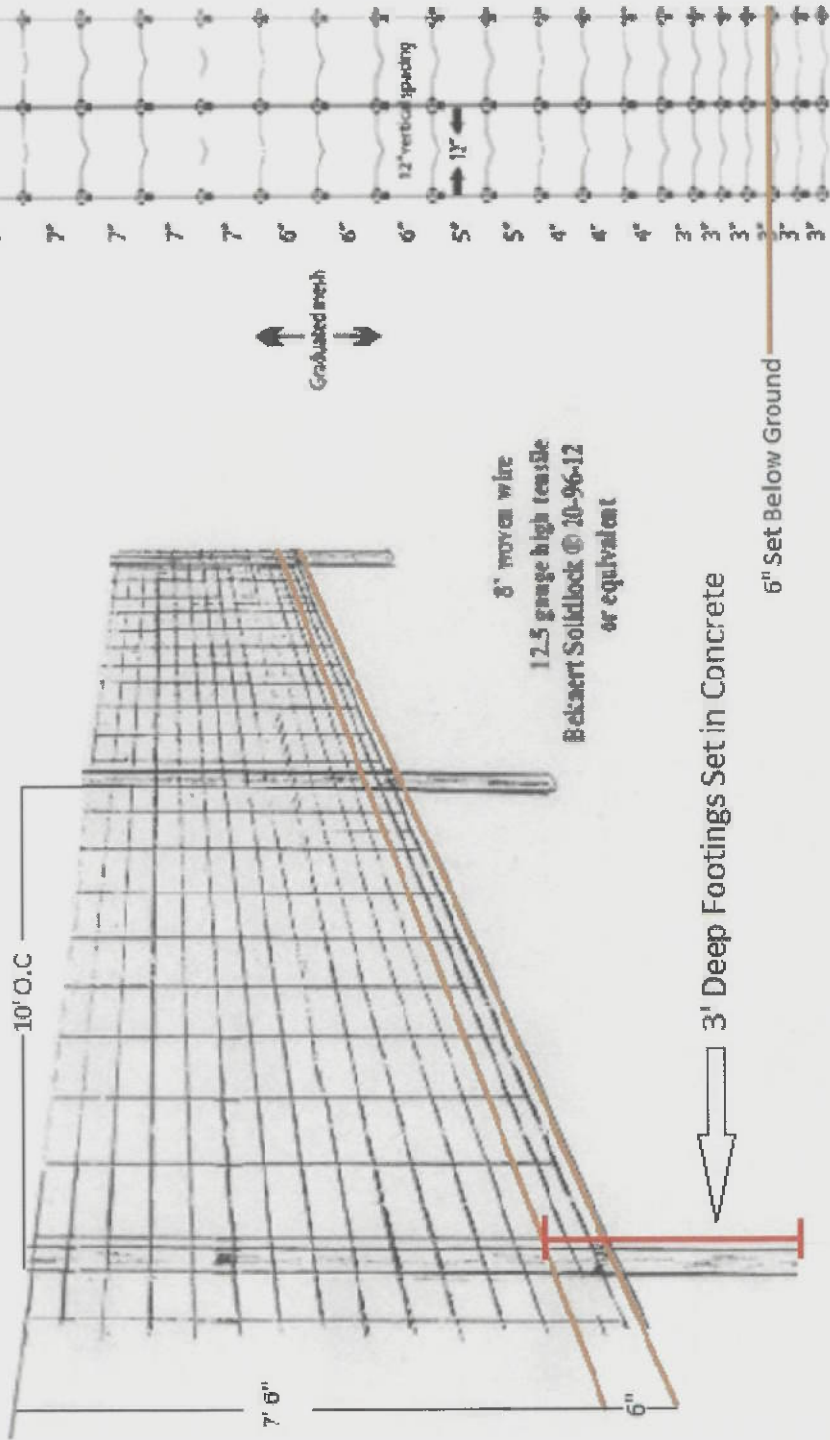 10' O.C
7' 6"
6"
3' Deep Footings Set in Concrete
8' woven wire
12.5 gauge high tensile
Bekaert Solidlock ® 20-96-12
or equivalent
Graduated mesh
6" Set Below Ground
12" vertical spacing
12"
7"
7"
7"
7"
6"
6"
6"
5"
5"
4"
4"
4"
3"
3"
3"
3"
3"
3"